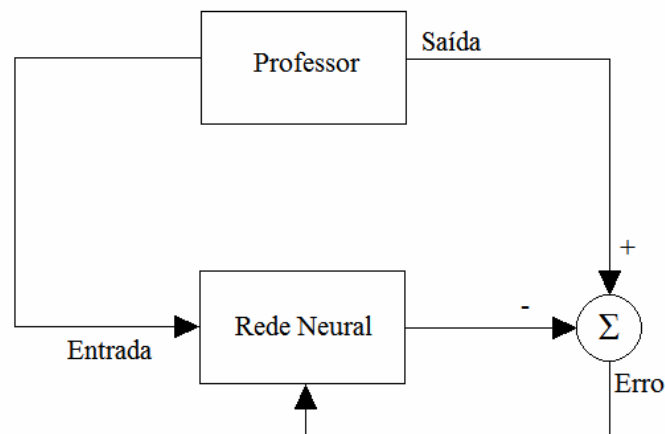 Saída
Professor
+
-
Rede Neural
Σ
Entrada
Erro